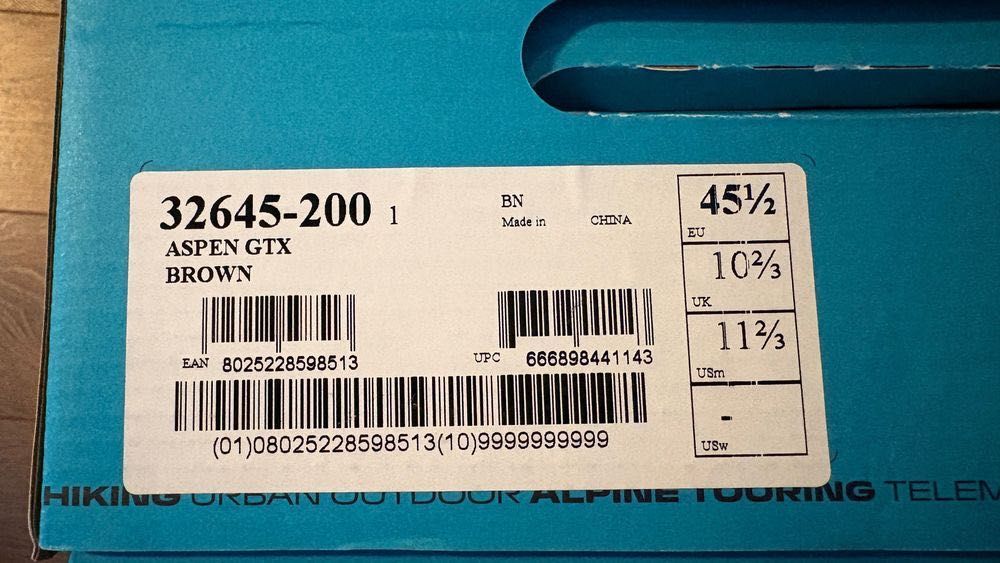 32645-200 1
ASPEN GTX
BROWN
BN
Made in CHINA
45½
EU
10⅔
UK
11⅔
USm
-
USw
EAN 8025228598513
UPC 666898441143
(01)08025228598513(10)9999999999
HIKING URBAN OUTDOOR ALPINE TOURING TELEM